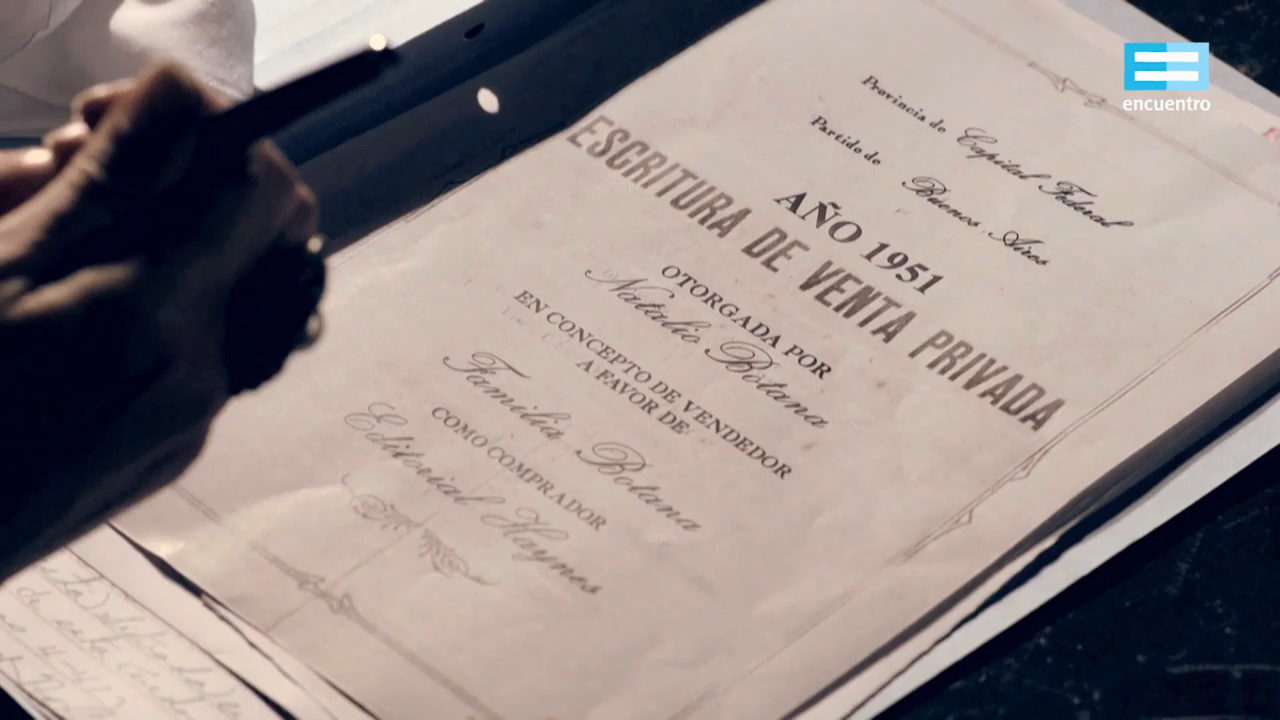 encuentro
Provincia de Capital Federal
Partido de Buenos Aires
AÑO 1951
ESCRITURA DE VENTA PRIVADA
OTORGADA POR
Natalio Botana
EN CONCEPTO DE VENDEDOR
A FAVOR DE
Familia Botana
COMO COMPRADOR
Editorial Haynes